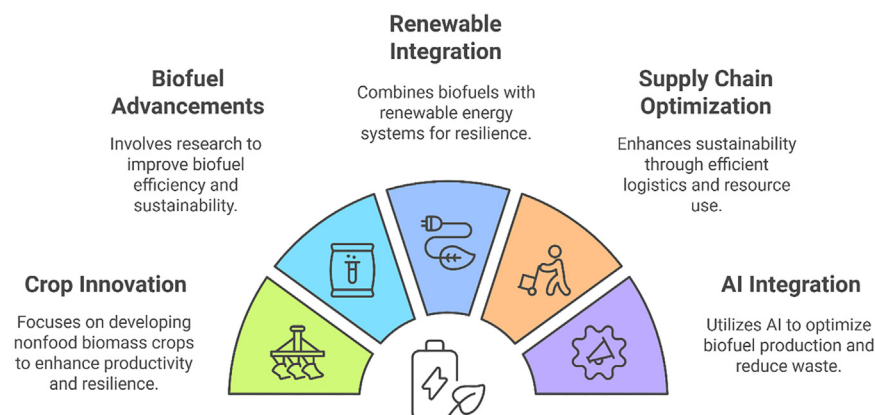 Renewable
Integration
Combines biofuels with
renewable energy
systems for resilience.
Biofuel
Advancements
Involves research to
improve biofuel
efficiency and
sustainability.
Supply Chain
Optimization
Enhances sustainability
through efficient
logistics and resource
use.
Crop Innovation
Focuses on developing
nonfood biomass crops
to enhance productivity
and resilience.
AI Integration
Utilizes AI to optimize
biofuel production and
reduce waste.